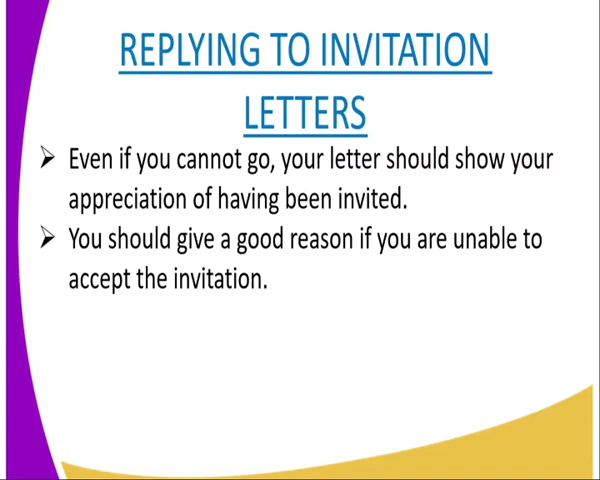 REPLYING TO INVITATION
LETTERS
➢ Even if you cannot go, your letter should show your
appreciation of having been invited.
➢ You should give a good reason if you are unable to
accept the invitation.